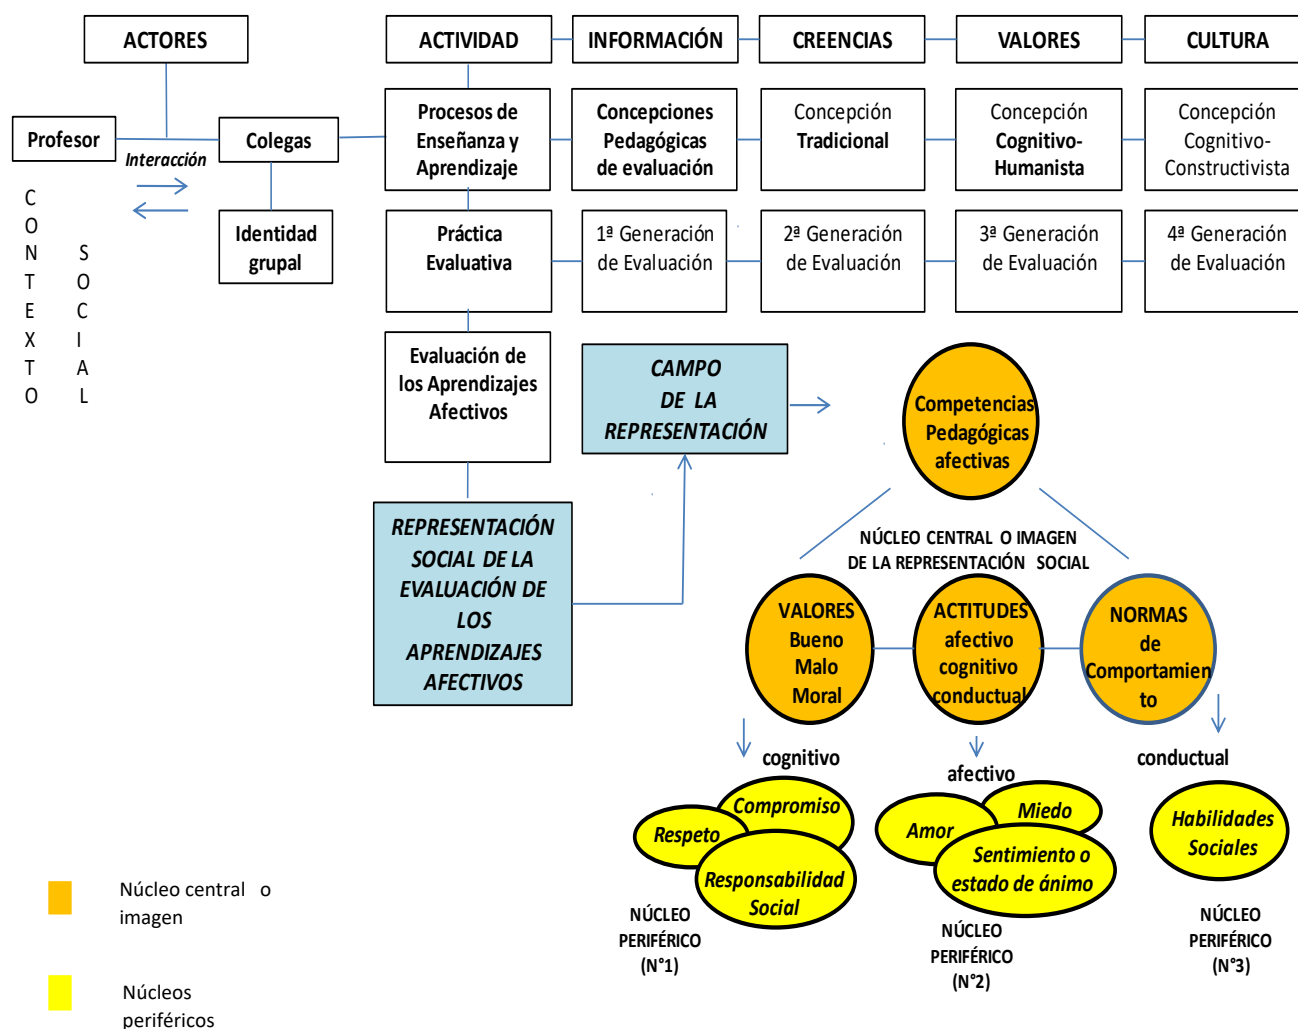 ACTORES
ACTIVIDAD
INFORMACIÓN
CREENCIAS
VALORES
CULTURA
Profesor
Interacción
Colegas
Procesos de
Enseñanza y
Aprendizaje
Concepciones
Pedagógicas
de evaluación
Concepción
Tradicional
Concepción
Cognitivo-
Humanista
Concepción
Cognitivo-
Constructivista
CONTEXTO
SOCIAL
Identidad
grupal
Práctica
Evaluativa
1ª Generación
de Evaluación
2ª Generación
de Evaluación
3ª Generación
de Evaluación
4ª Generación
de Evaluación
Evaluación de
los Aprendizajes
Afectivos
CAMPO
DE LA
REPRESENTACIÓN
Competencias
Pedagógicas
afectivas
REPRESENTACIÓN
SOCIAL DE LA
EVALUACIÓN DE
LOS
APRENDIZAJES
AFECTIVOS
NÚCLEO CENTRAL O IMAGEN
DE LA REPRESENTACIÓN SOCIAL
VALORES
Bueno
Malo
Moral
ACTITUDES
afectivo
cognitivo
conductual
NORMAS
de
Comportamien
to
cognitivo
afectivo
conductual
Compromiso
Respeto
Responsabilidad
Social
Amor
Miedo
Sentimiento o
estado de ánimo
Habilidades
Sociales
NÚCLEO
PERIFÉRICO
(N°1)
NÚCLEO
PERIFÉRICO
(N°2)
NÚCLEO
PERIFÉRICO
(N°3)
Núcleo central o
imagen
Núcleos
periféricos